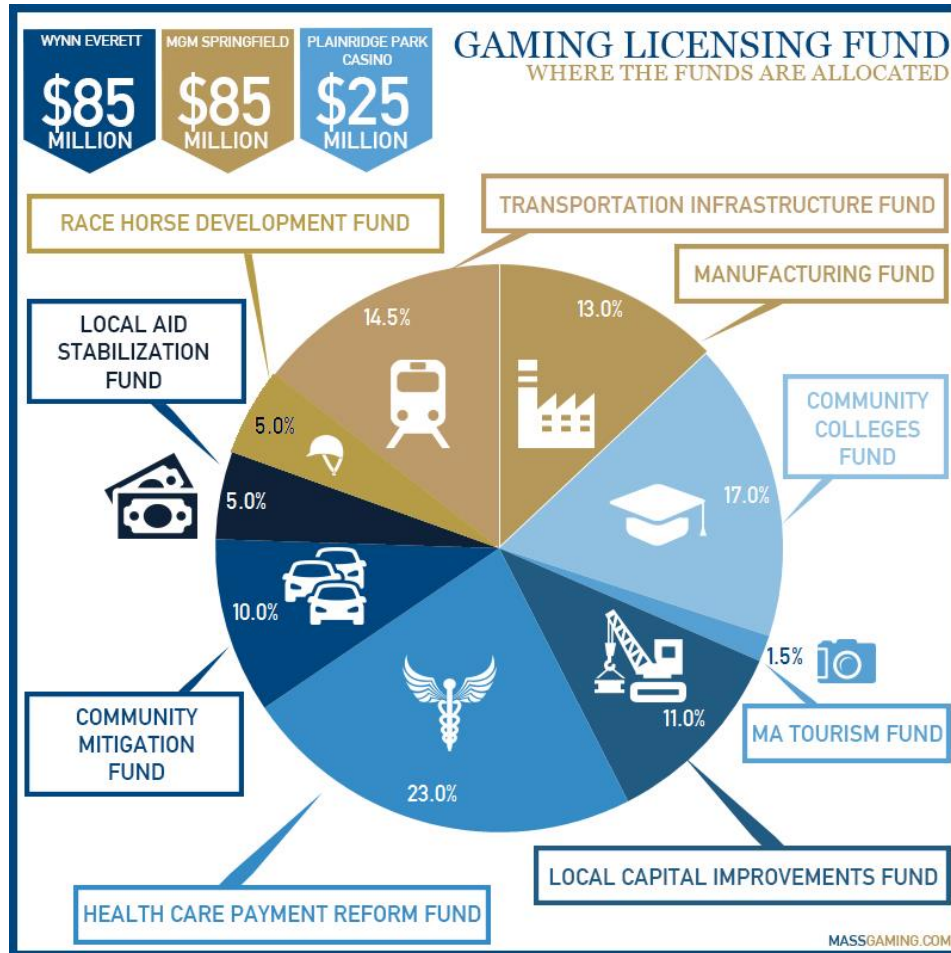 WYNN EVERETT
$85
MILLION
MGM SPRINGFIELD
$85
MILLION
PLAINRIDGE PARK
CASINO
$25
MILLION
GAMING LICENSING FUND
WHERE THE FUNDS ARE ALLOCATED
RACE HORSE DEVELOPMENT FUND
TRANSPORTATION INFRASTRUCTURE FUND
MANUFACTURING FUND
LOCAL AID
STABILIZATION
FUND
COMMUNITY
COLLEGES
FUND
14.5%
13.0%
5.0%
17.0%
5.0%
10.0%
1.5%
11.0%
23.0%
COMMUNITY
MITIGATION
FUND
MA TOURISM FUND
LOCAL CAPITAL IMPROVEMENTS FUND
HEALTH CARE PAYMENT REFORM FUND
MASSGAMING.COM